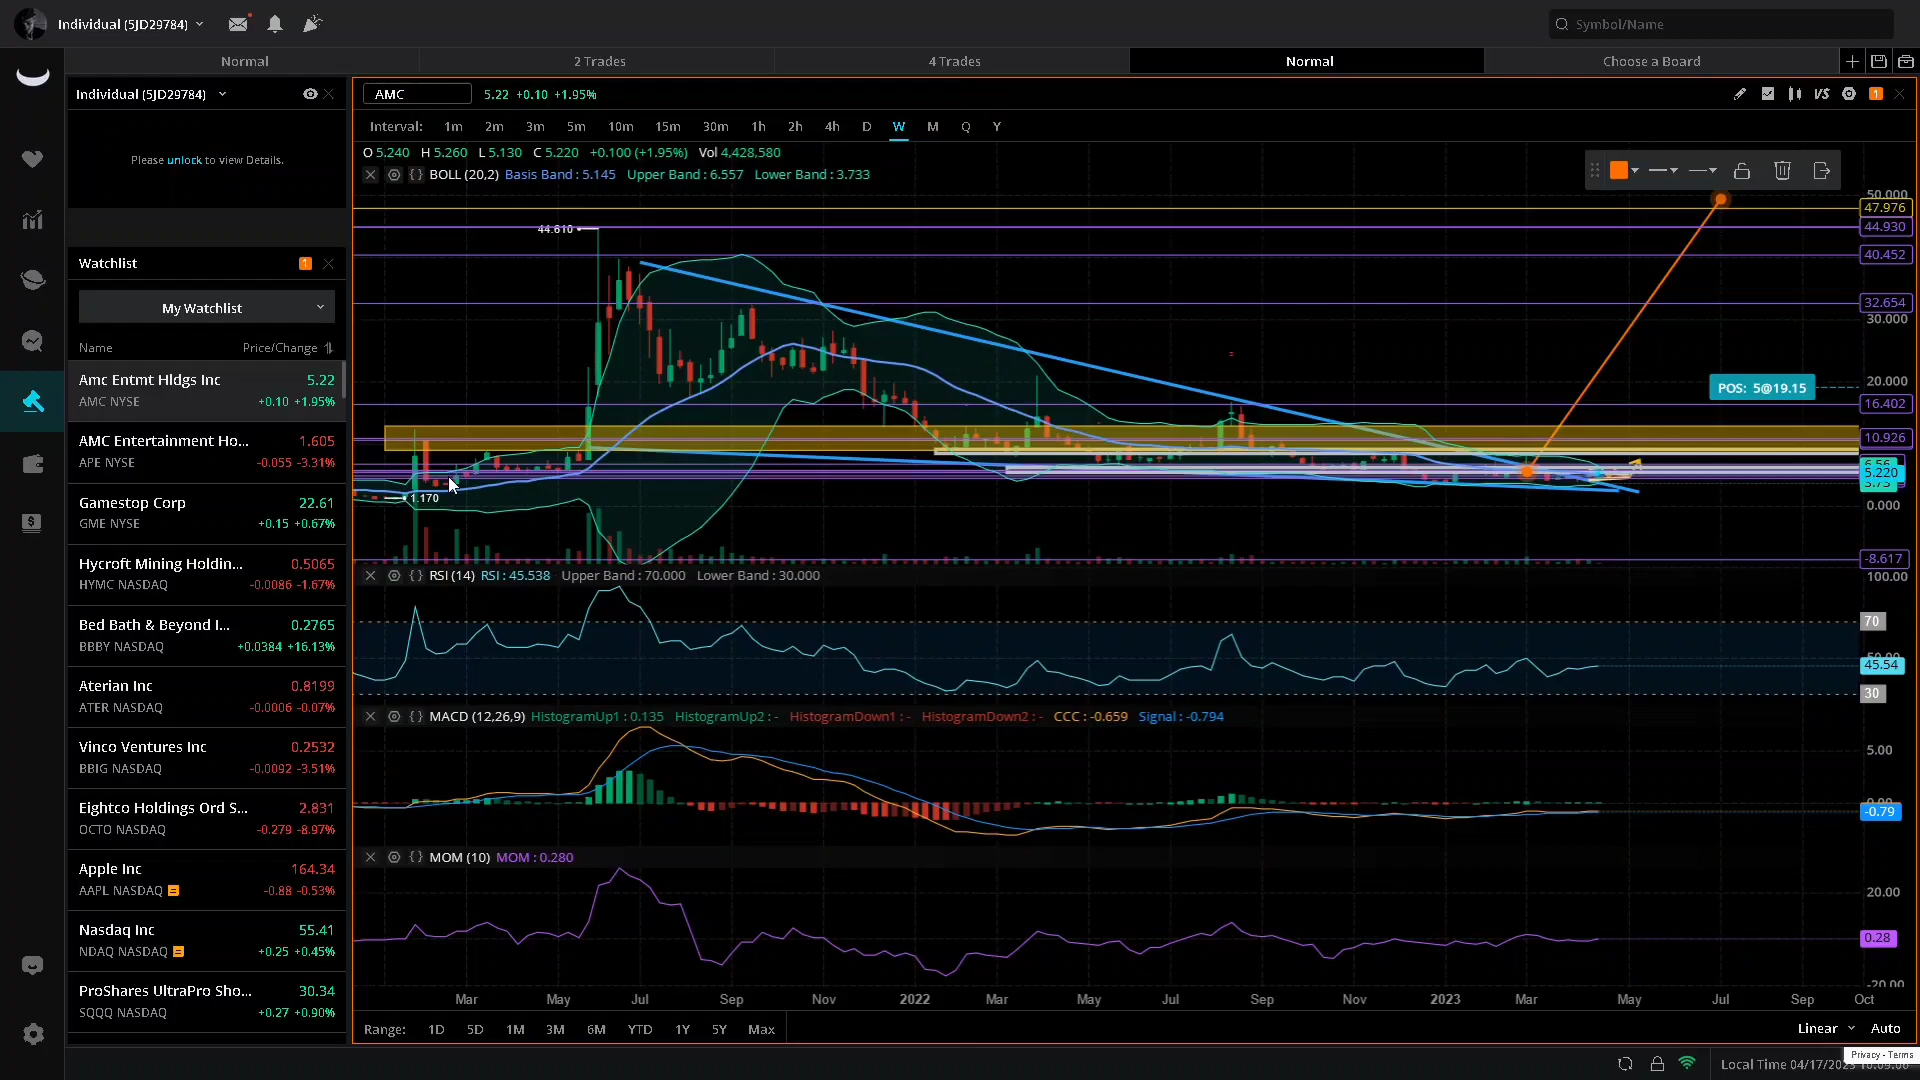 Individual (5JD29784)
Symbol/Name
Normal
2 Trades
4 Trades
Normal
Choose a Board
Individual (5JD29784)
Please unlock to view Details.
Watchlist
1
My Watchlist
Name Price/Change
Amc Entmt Hldgs Inc 5.22
AMC NYSE +0.10 +1.95%
AMC Entertainment Ho... 1.605
APE NYSE -0.055 -3.31%
Gamestop Corp 22.61
GME NYSE +0.15 +0.67%
Hycroft Mining Holdin... 0.5065
HYMC NASDAQ -0.0086 -1.67%
Bed Bath & Beyond I... 0.2765
BBBY NASDAQ +0.0384 +16.13%
Aterian Inc 0.8199
ATER NASDAQ -0.0006 -0.07%
Vinco Ventures Inc 0.2532
BBIG NASDAQ -0.0092 -3.51%
Eightco Holdings Ord S... 2.831
OCTO NASDAQ -0.279 -8.97%
Apple Inc 164.34
AAPL NASDAQ -0.88 -0.53%
Nasdaq Inc 55.41
NDAQ NASDAQ +0.25 +0.45%
ProShares UltraPro Sho... 30.34
SQQQ NASDAQ +0.27 +0.90%
AMC 5.22 +0.10 +1.95%
VS
1
Interval: 1m 2m 3m 5m 10m 15m 30m 1h 2h 4h D W M Q Y
O 5.240 H 5.260 L 5.130 C 5.220 +0.100 (+1.95%) Vol 4,428,580
BOLL (20,2) Basis Band : 5.145 Upper Band : 6.557 Lower Band : 3.733
50.000
47.976
44.610
44.930
40.452
32.654
30.000
20.000
POS: 5@19.15
16.402
10.926
5.220
1.170
0.000
-8.617
RSI (14) RSI : 45.538 Upper Band : 70.000 Lower Band : 30.000
100.00
70
45.54
30
MACD (12,26,9) HistogramUp1 : 0.135 HistogramUp2 : - HistogramDown1 : - HistogramDown2 : - CCC : -0.659 Signal : -0.794
5.00
-0.79
MOM (10) MOM : 0.280
20.00
0.28
-20.00
Mar May Jul Sep Nov 2022 Mar May Jul Sep Nov 2023 Mar May Jul Sep Oct
Range: 1D 5D 1M 3M 6M YTD 1Y 5Y Max
Linear Auto
Privacy - Terms
Local Time 04/17/202